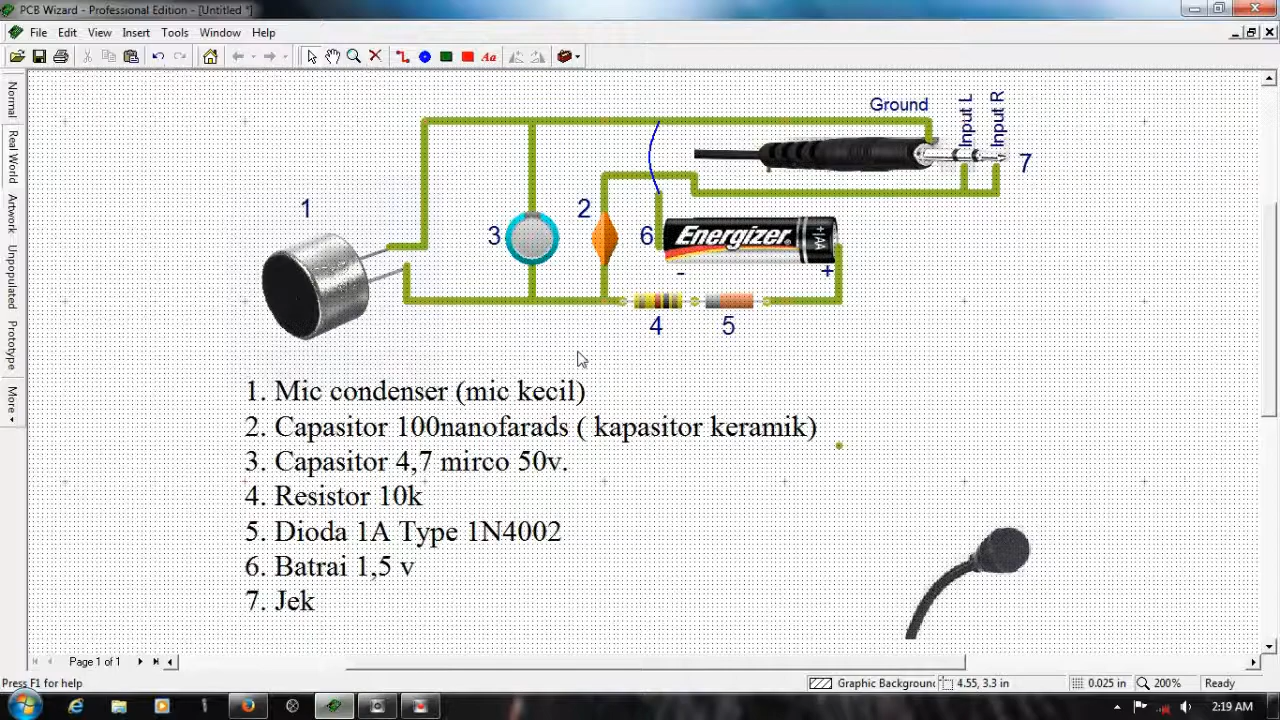 PCB Wizard - Professional Edition - [Untitled *]
File Edit View Insert Tools Window Help
Aa
Normal
Real World
Artwork
Unpopulated
Prototype
More
Ground
Input L
Input R
7
1
2
3
6
Energizer
AA
-
+
4
5
1. Mic condenser (mic kecil)
2. Capasitor 100nanofarads ( kapasitor keramik)
3. Capasitor 4,7 mirco 50v.
4. Resistor 10k
5. Dioda 1A Type 1N4002
6. Batrai 1,5 v
7. Jek
Page 1 of 1
Press F1 for help
Graphic Background
4.55, 3.3 in
0.025 in
200%
Ready
2:19 AM